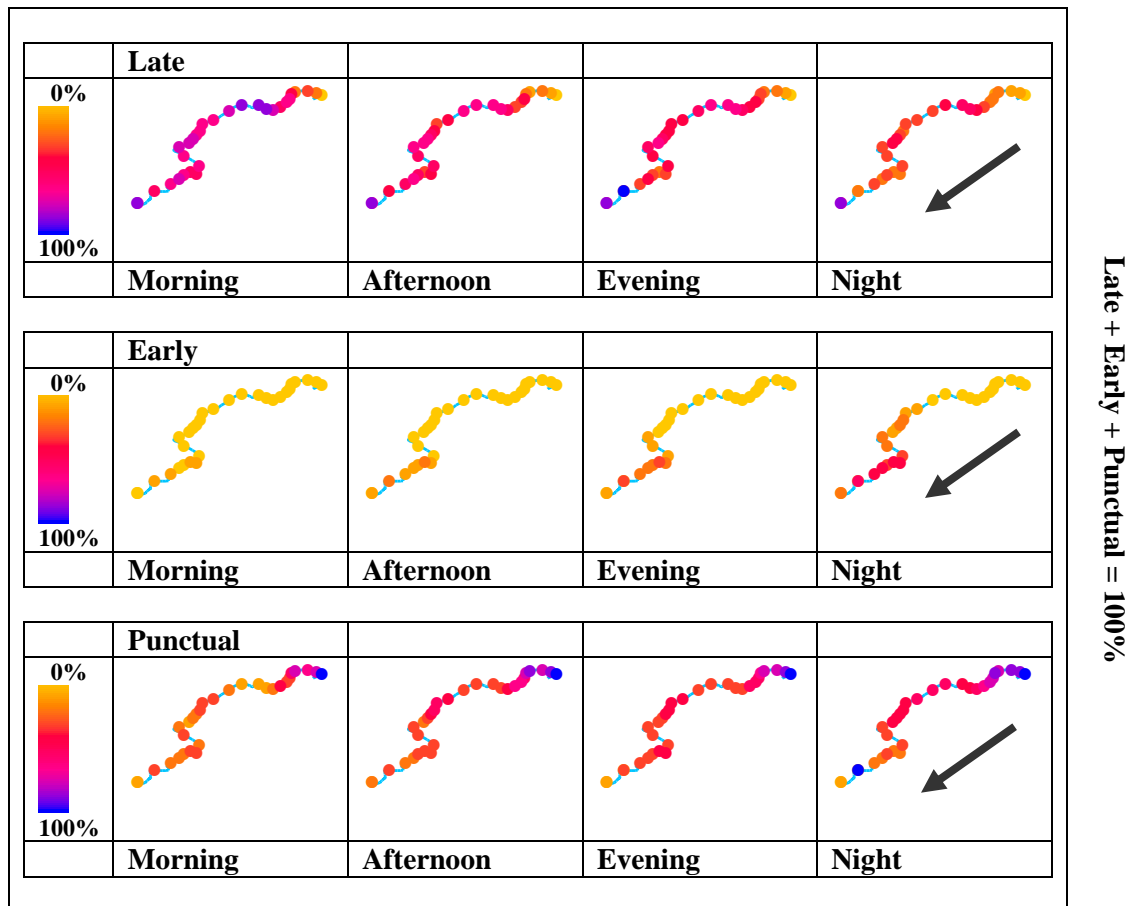 Late
0%
100%
Morning Afternoon Evening Night
Early
0%
100%
Morning Afternoon Evening Night
Punctual
0%
100%
Morning Afternoon Evening Night
Late + Early + Punctual = 100%